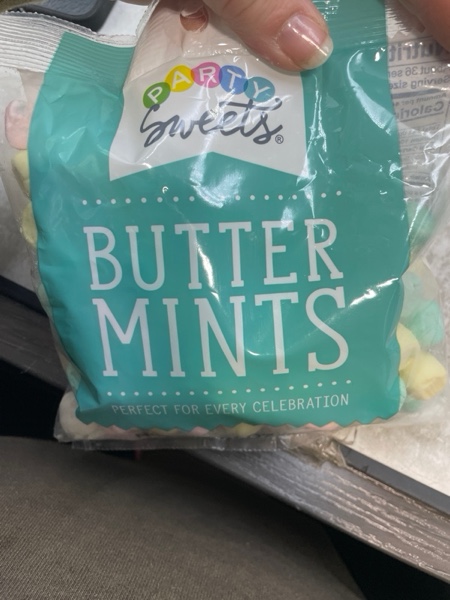 PARTY
Sweets®
BUTTER
MINTS
PERFECT FOR EVERY CELEBRATION